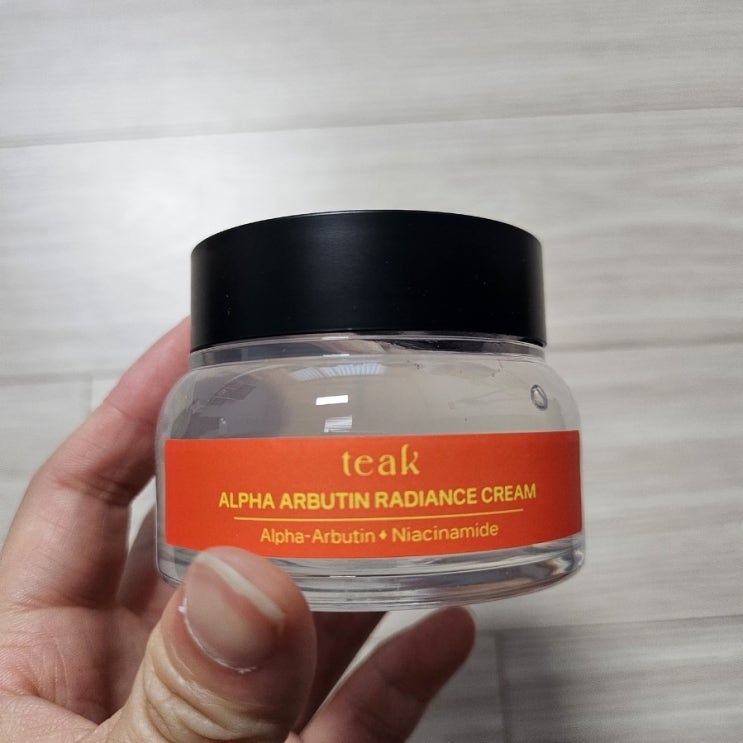 teak
ALPHA ARBUTIN RADIANCE CREAM
Alpha-Arbutin ♦ Niacinamide